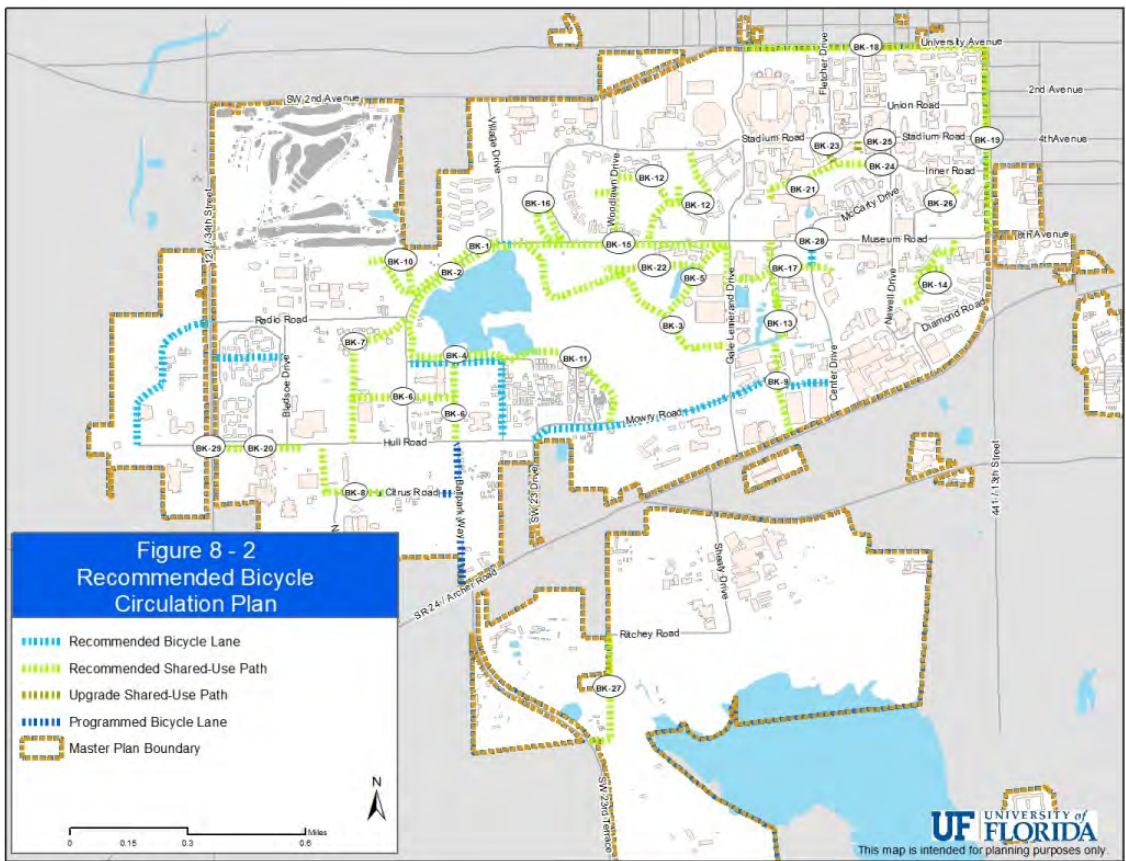 University Avenue
BK-18
Fletcher Drive
2nd Avenue
SW 2nd Avenue
Union Road
Village Drive
Stadium Road
BK-23
BK-25
Stadium Road
BK-19
4thAvenue
Woodlawn Drive
BK-24
Inner Road
BK-12
BK-21
BK-16
BK-12
McCarty Drive
BK-26
121 / 34th Street
BK-1
BK-15
BK-28
Museum Road
8th Avenue
BK-10
BK-2
BK-22
BK-5
BK-17
BK-14
Newell Drive
Gale Lemerand Drive
Diamond Road
Radio Road
BK-3
BK-13
BK-7
BK-4
BK-11
Center Drive
Bledsoe Drive
BK-9
BK-6
BK-6
Mowry Road
Hull Road
BK-29
BK-20
441 / 13th Street
BK-8
Citrus Road
Ballpark Way
SW 23 Drive
N
Figure 8 - 2
Recommended Bicycle
Circulation Plan
Shealy Drive
SR 24 / Archer Road
Recommended Bicycle Lane
Recommended Shared-Use Path
Upgrade Shared-Use Path
Programmed Bicycle Lane
Master Plan Boundary
Ritchey Road
BK-27
SW 23rd Terrace
N
Miles
0 0.15 0.3 0.6
UF UNIVERSITY of
FLORIDA
This map is intended for planning purposes only.